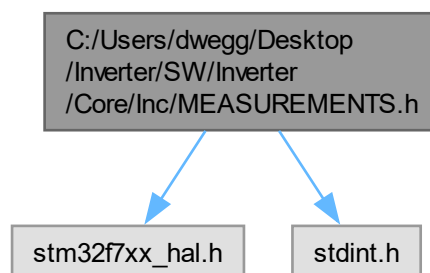 C:/Users/dwegg/Desktop
/Inverter/SW/Inverter
/Core/Inc/MEASUREMENTS.h
stm32f7xx_hal.h
stdint.h